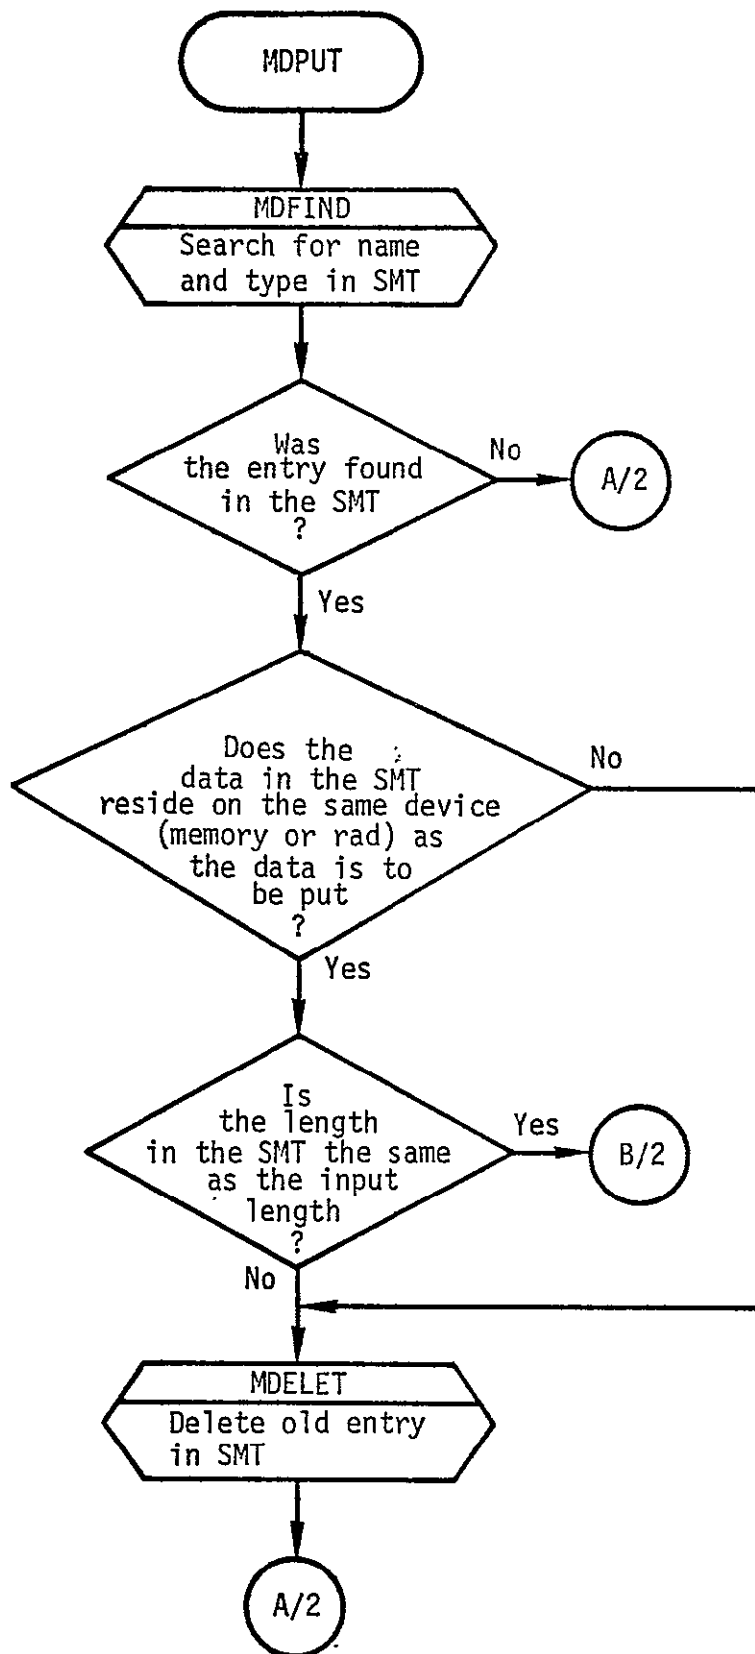 MDPUT
MDFIND
Search for name
and type in SMT
Was
the entry found
in the SMT
?
No
A/2
Yes
Does the
data in the SMT
reside on the same device
(memory or rad) as
the data is to
be put
?
No
Yes
Is
the length
in the SMT the same
as the input
length
?
Yes
B/2
No
MDELET
Delete old entry
in SMT
A/2